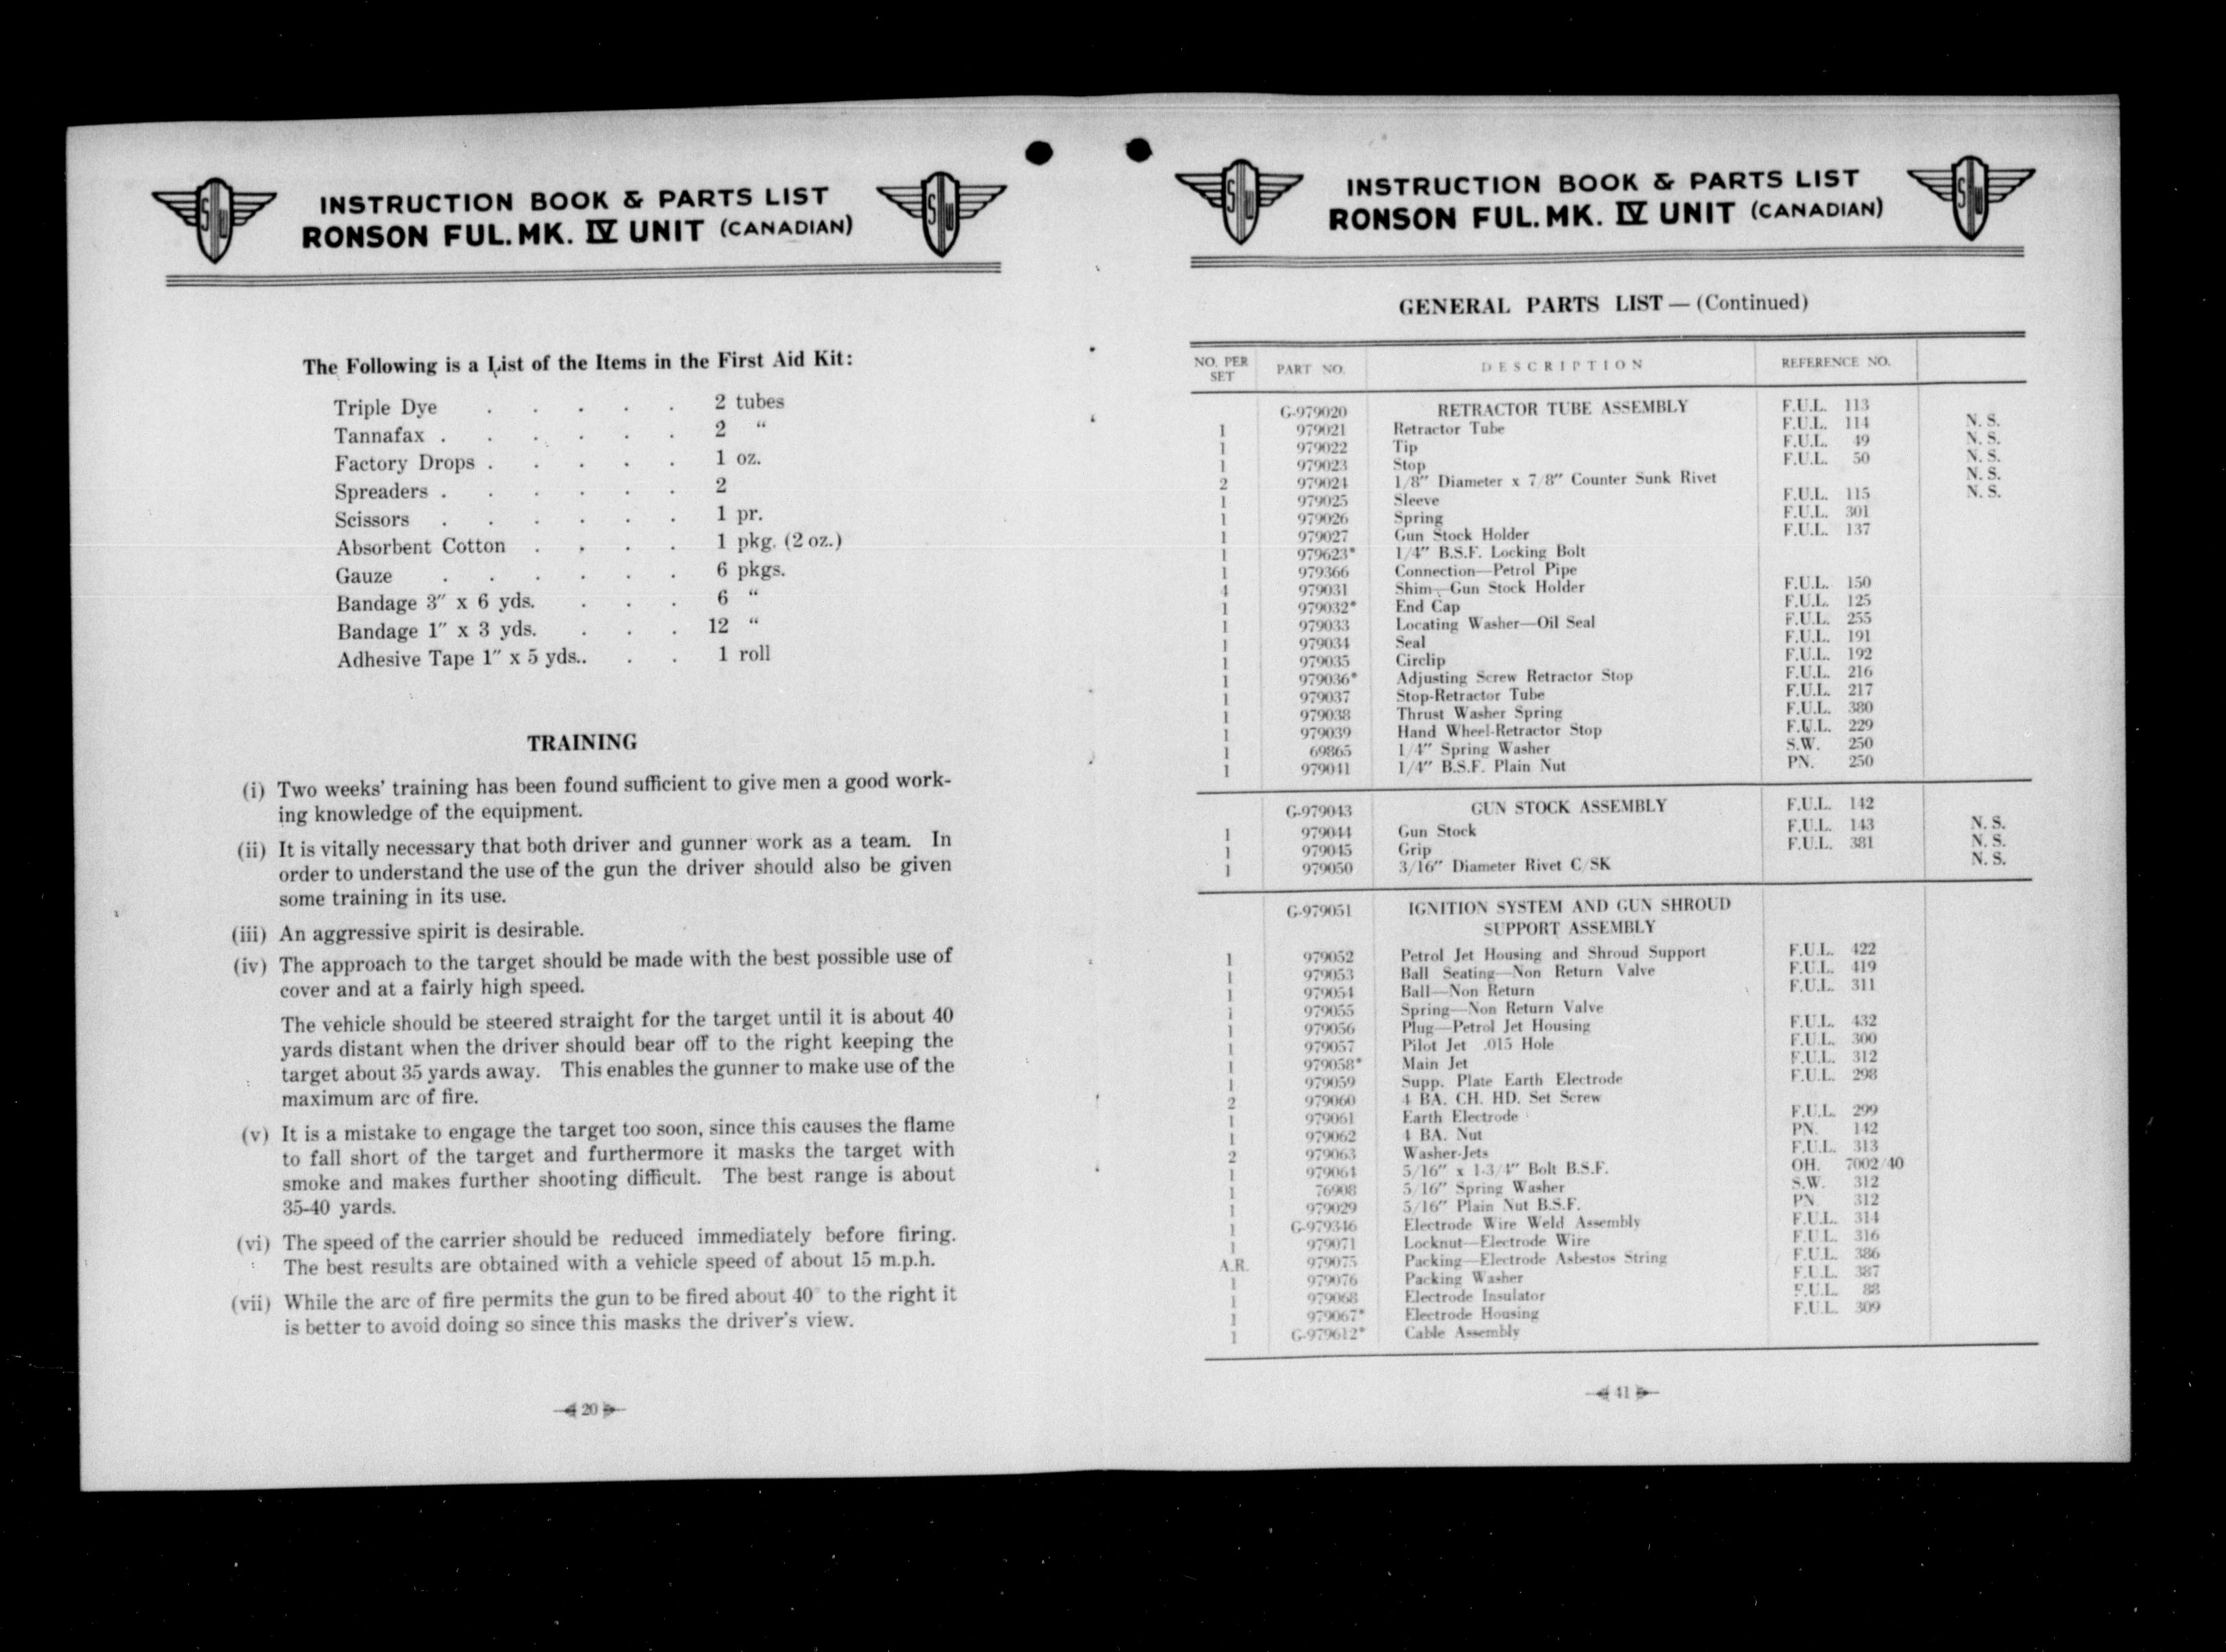 INSTRUCTION BOOK & PARTS LIST
RONSON FUL. MK. IV UNIT (CANADIAN)
The Following is a List of the Items in the First Aid Kit:
Triple Dye . . . . . 2 tubes
Tannafax . . . . . . 2 “
Factory Drops . . . . . 1 oz.
Spreaders . . . . . . 2
Scissors . . . . . . 1 pr.
Absorbent Cotton . . . . 1 pkg. (2 oz.)
Gauze . . . . . . 6 pkgs.
Bandage 3″ x 6 yds. . . . 6 “
Bandage 1″ x 3 yds. . . . 12 “
Adhesive Tape 1″ x 5 yds.. . . 1 roll
TRAINING
(i) Two weeks’ training has been found sufficient to give men a good work-
ing knowledge of the equipment.
(ii) It is vitally necessary that both driver and gunner work as a team. In
order to understand the use of the gun the driver should also be given
some training in its use.
(iii) An aggressive spirit is desirable.
(iv) The approach to the target should be made with the best possible use of
cover and at a fairly high speed.
The vehicle should be steered straight for the target until it is about 40
yards distant when the driver should bear off to the right keeping the
target about 35 yards away. This enables the gunner to make use of the
maximum arc of fire.
(v) It is a mistake to engage the target too soon, since this causes the flame
to fall short of the target and furthermore it masks the target with
smoke and makes further shooting difficult. The best range is about
35-40 yards.
(vi) The speed of the carrier should be reduced immediately before firing.
The best results are obtained with a vehicle speed of about 15 m.p.h.
(vii) While the arc of fire permits the gun to be fired about 40° to the right it
is better to avoid doing so since this masks the driver’s view.
20
INSTRUCTION BOOK & PARTS LIST
RONSON FUL. MK. IV UNIT (CANADIAN)
GENERAL PARTS LIST — (Continued)
NO. PER SET PART NO. DESCRIPTION REFERENCE NO.
G-979020 RETRACTOR TUBE ASSEMBLY F.U.L. 113
1 979021 Retractor Tube F.U.L. 114 N. S.
1 979022 Tip F.U.L. 49 N. S.
1 979023 Stop F.U.L. 50 N. S.
2 979024 1/8″ Diameter x 7/8″ Counter Sunk Rivet N. S.
1 979025 Sleeve F.U.L. 115 N. S.
1 979026 Spring F.U.L. 301
1 979027 Gun Stock Holder F.U.L. 137
1 979623* 1/4″ B.S.F. Locking Bolt
1 979366 Connection—Petrol Pipe
4 979031 Shim—Gun Stock Holder F.U.L. 150
1 979032* End Cap F.U.L. 125
1 979033 Locating Washer—Oil Seal F.U.L. 255
1 979034 Seal F.U.L. 191
1 979035 Circlip F.U.L. 192
1 979036* Adjusting Screw Retractor Stop F.U.L. 216
1 979037 Stop-Retractor Tube F.U.L. 217
1 979038 Thrust Washer Spring F.U.L. 380
1 979039 Hand Wheel-Retractor Stop F.U.L. 229
1 69865 1/4″ Spring Washer S.W. 250
1 979041 1/4″ B.S.F. Plain Nut PN. 250
G-979043 GUN STOCK ASSEMBLY F.U.L. 142
1 979044 Gun Stock F.U.L. 143 N. S.
1 979045 Grip F.U.L. 381 N. S.
1 979050 3/16″ Diameter Rivet C/SK N. S.
G-979051 IGNITION SYSTEM AND GUN SHROUD
SUPPORT ASSEMBLY
1 979052 Petrol Jet Housing and Shroud Support F.U.L. 422
1 979053 Ball Seating—Non Return Valve F.U.L. 419
1 979054 Ball—Non Return F.U.L. 311
1 979055 Spring—Non Return Valve
1 979056 Plug—Petrol Jet Housing F.U.L. 432
1 979057 Pilot Jet .015 Hole F.U.L. 300
1 979058* Main Jet F.U.L. 312
1 979059 Supp. Plate Earth Electrode F.U.L. 298
2 979060 4 BA. CH. HD. Set Screw
1 979061 Earth Electrode F.U.L. 299
1 979062 4 BA. Nut PN. 142
2 979063 Washer-Jets F.U.L. 313
1 979064 5/16″ x 1-3/4″ Bolt B.S.F. OH. 7002/40
1 76908 5/16″ Spring Washer S.W. 312
1 979029 5/16″ Plain Nut B.S.F. PN. 312
1 G-979346 Electrode Wire Weld Assembly F.U.L. 314
1 979071 Locknut—Electrode Wire F.U.L. 316
A.R. 979075 Packing—Electrode Asbestos String F.U.L. 386
1 979076 Packing Washer F.U.L. 387
1 979068 Electrode Insulator F.U.L. 88
1 979067* Electrode Housing F.U.L. 309
1 G-979612* Cable Assembly
41